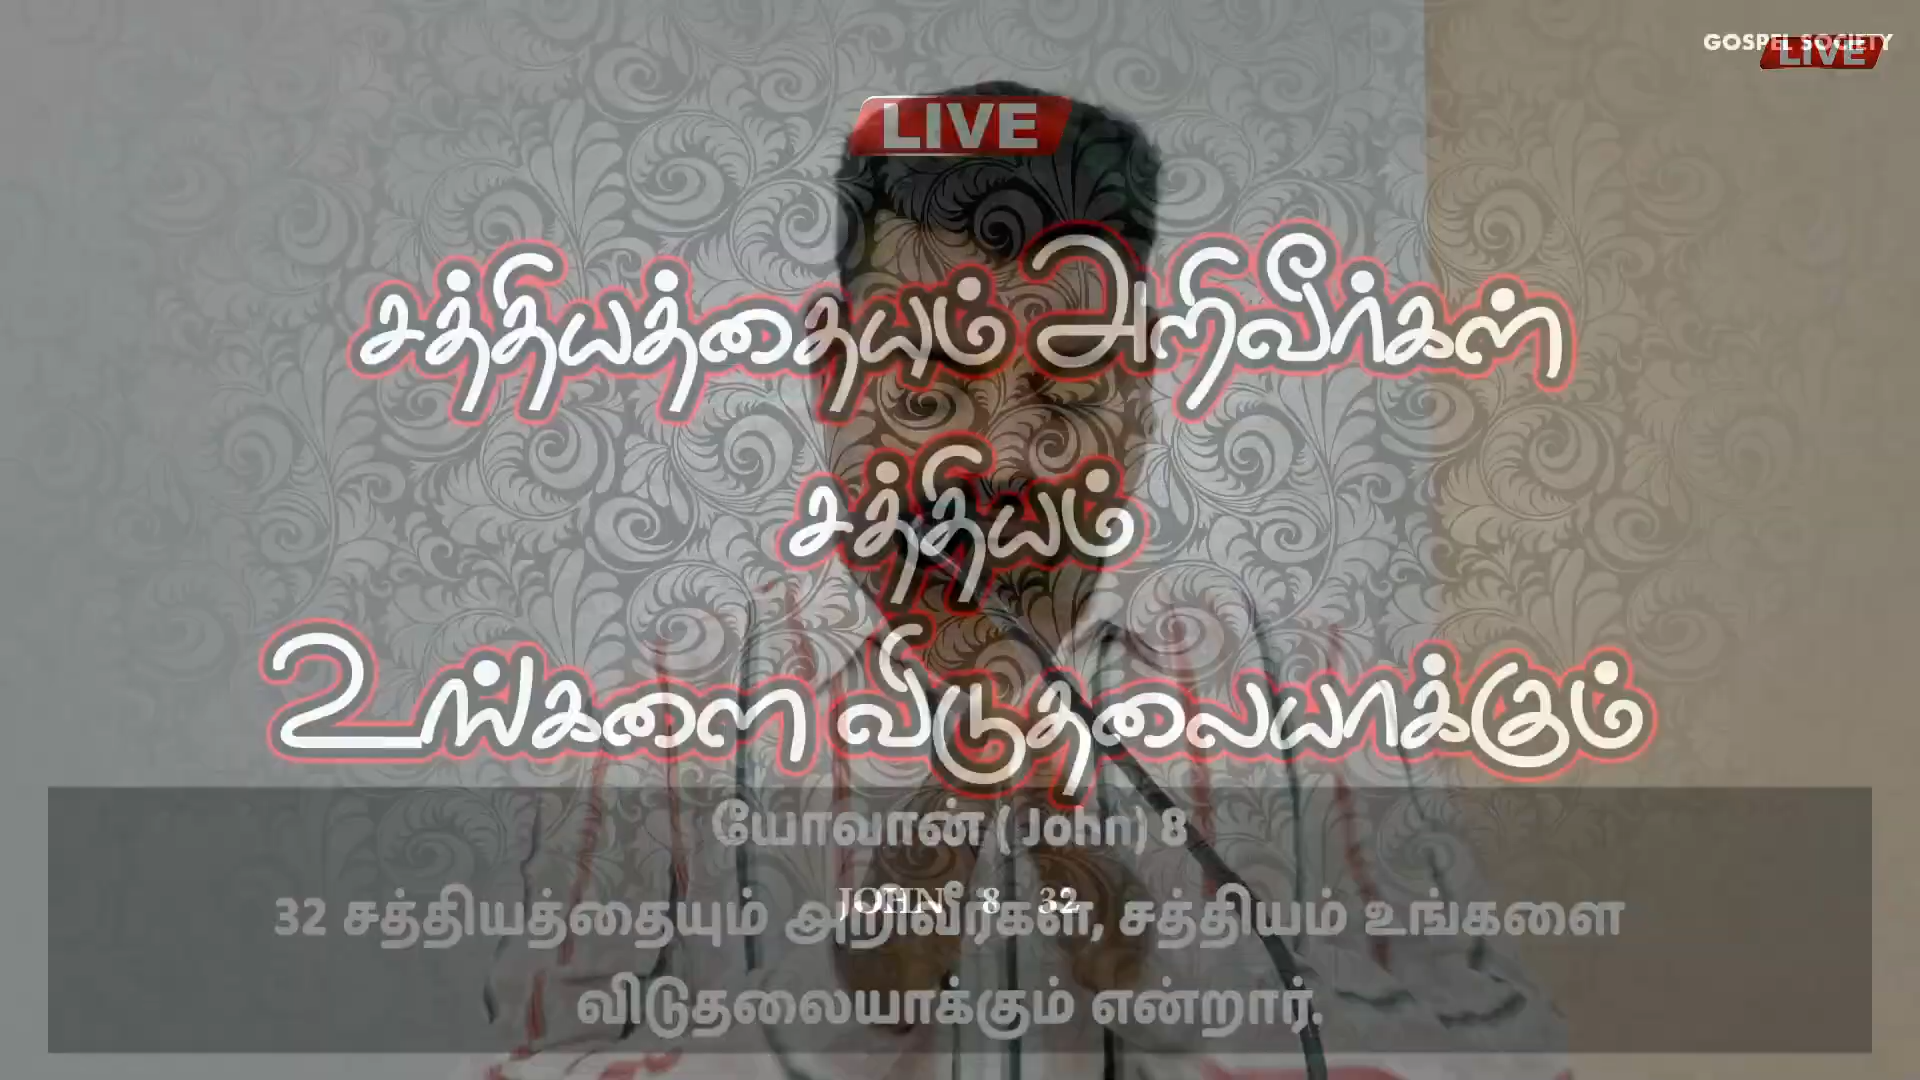 GOSPEL SOCIETY
LIVE
LIVE
சத்தியத்தையும் அறிவீர்கள்
சத்தியம்
உங்களை விடுதலையாக்கும்
யோவான் ( John) 8
JOHN 8 32
32 சத்தியத்தையும் அறிவீர்கள், சத்தியம் உங்களை
விடுதலையாக்கும் என்றார்.